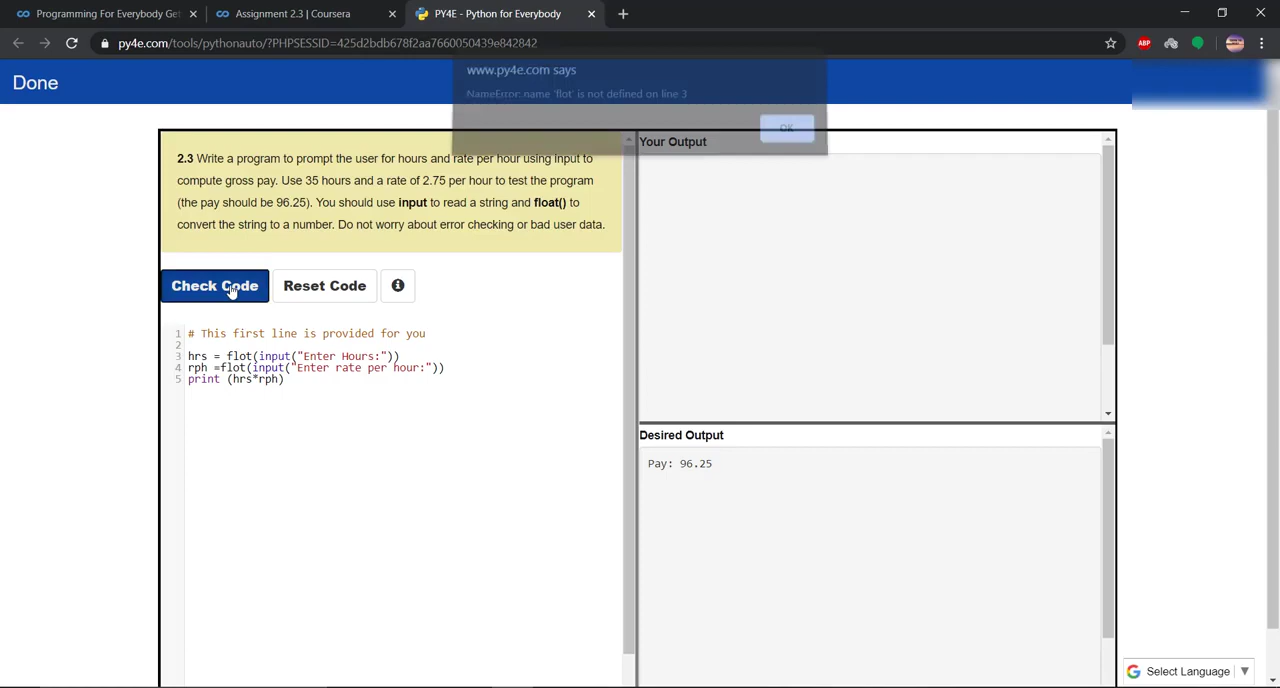 Programming For Everybody Get
Assignment 2.3 | Coursera
PY4E - Python for Everybody
py4e.com/tools/pythonauto/?PHPSESSID=425d2bdb678f2aa7660050439e842842
ABP
Done
www.py4e.com says
NameError: name 'flot' is not defined on line 3
OK
2.3 Write a program to prompt the user for hours and rate per hour using input to
compute gross pay. Use 35 hours and a rate of 2.75 per hour to test the program
(the pay should be 96.25). You should use input to read a string and float() to
convert the string to a number. Do not worry about error checking or bad user data.
Check Code
Reset Code
1 # This first line is provided for you
2
3 hrs = flot(input("Enter Hours:"))
4 rph =flot(input("Enter rate per hour:"))
5 print (hrs*rph)
Your Output
Desired Output
Pay: 96.25
G Select Language ▼